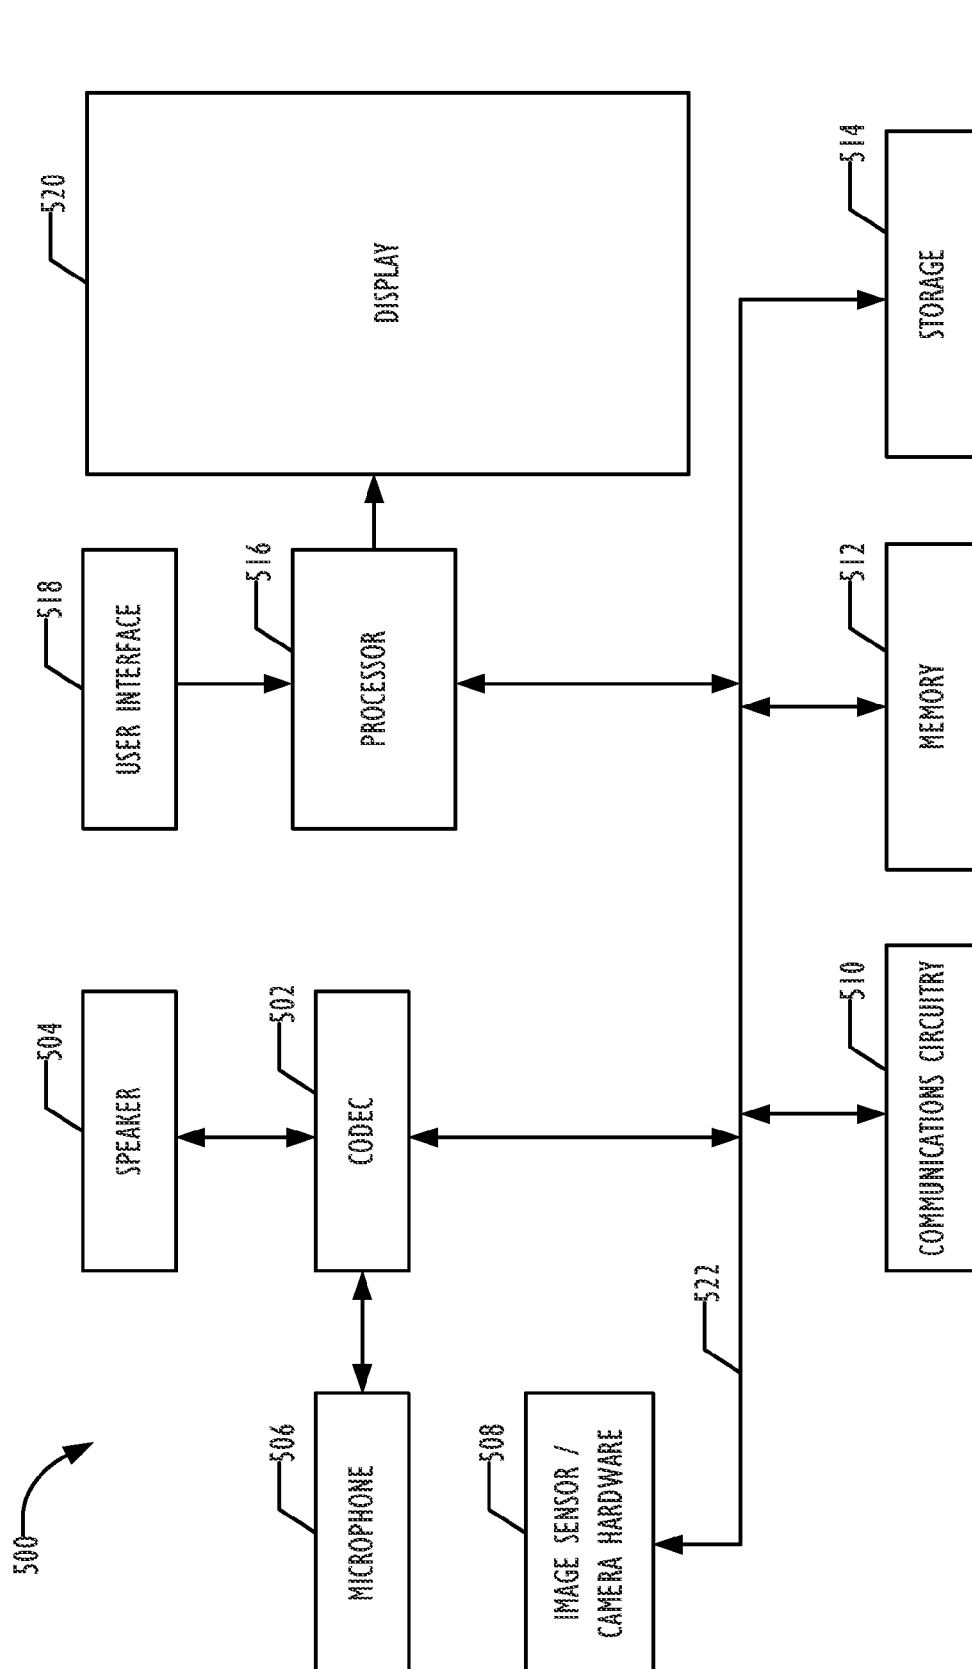 500
506
MICROPHONE
504
SPEAKER
502
CODEC
518
USER INTERFACE
516
PROCESSOR
520
DISPLAY
508
IMAGE SENSOR /
CAMERA HARDWARE
522
510
COMMUNICATIONS CIRCUITRY
512
MEMORY
514
STORAGE